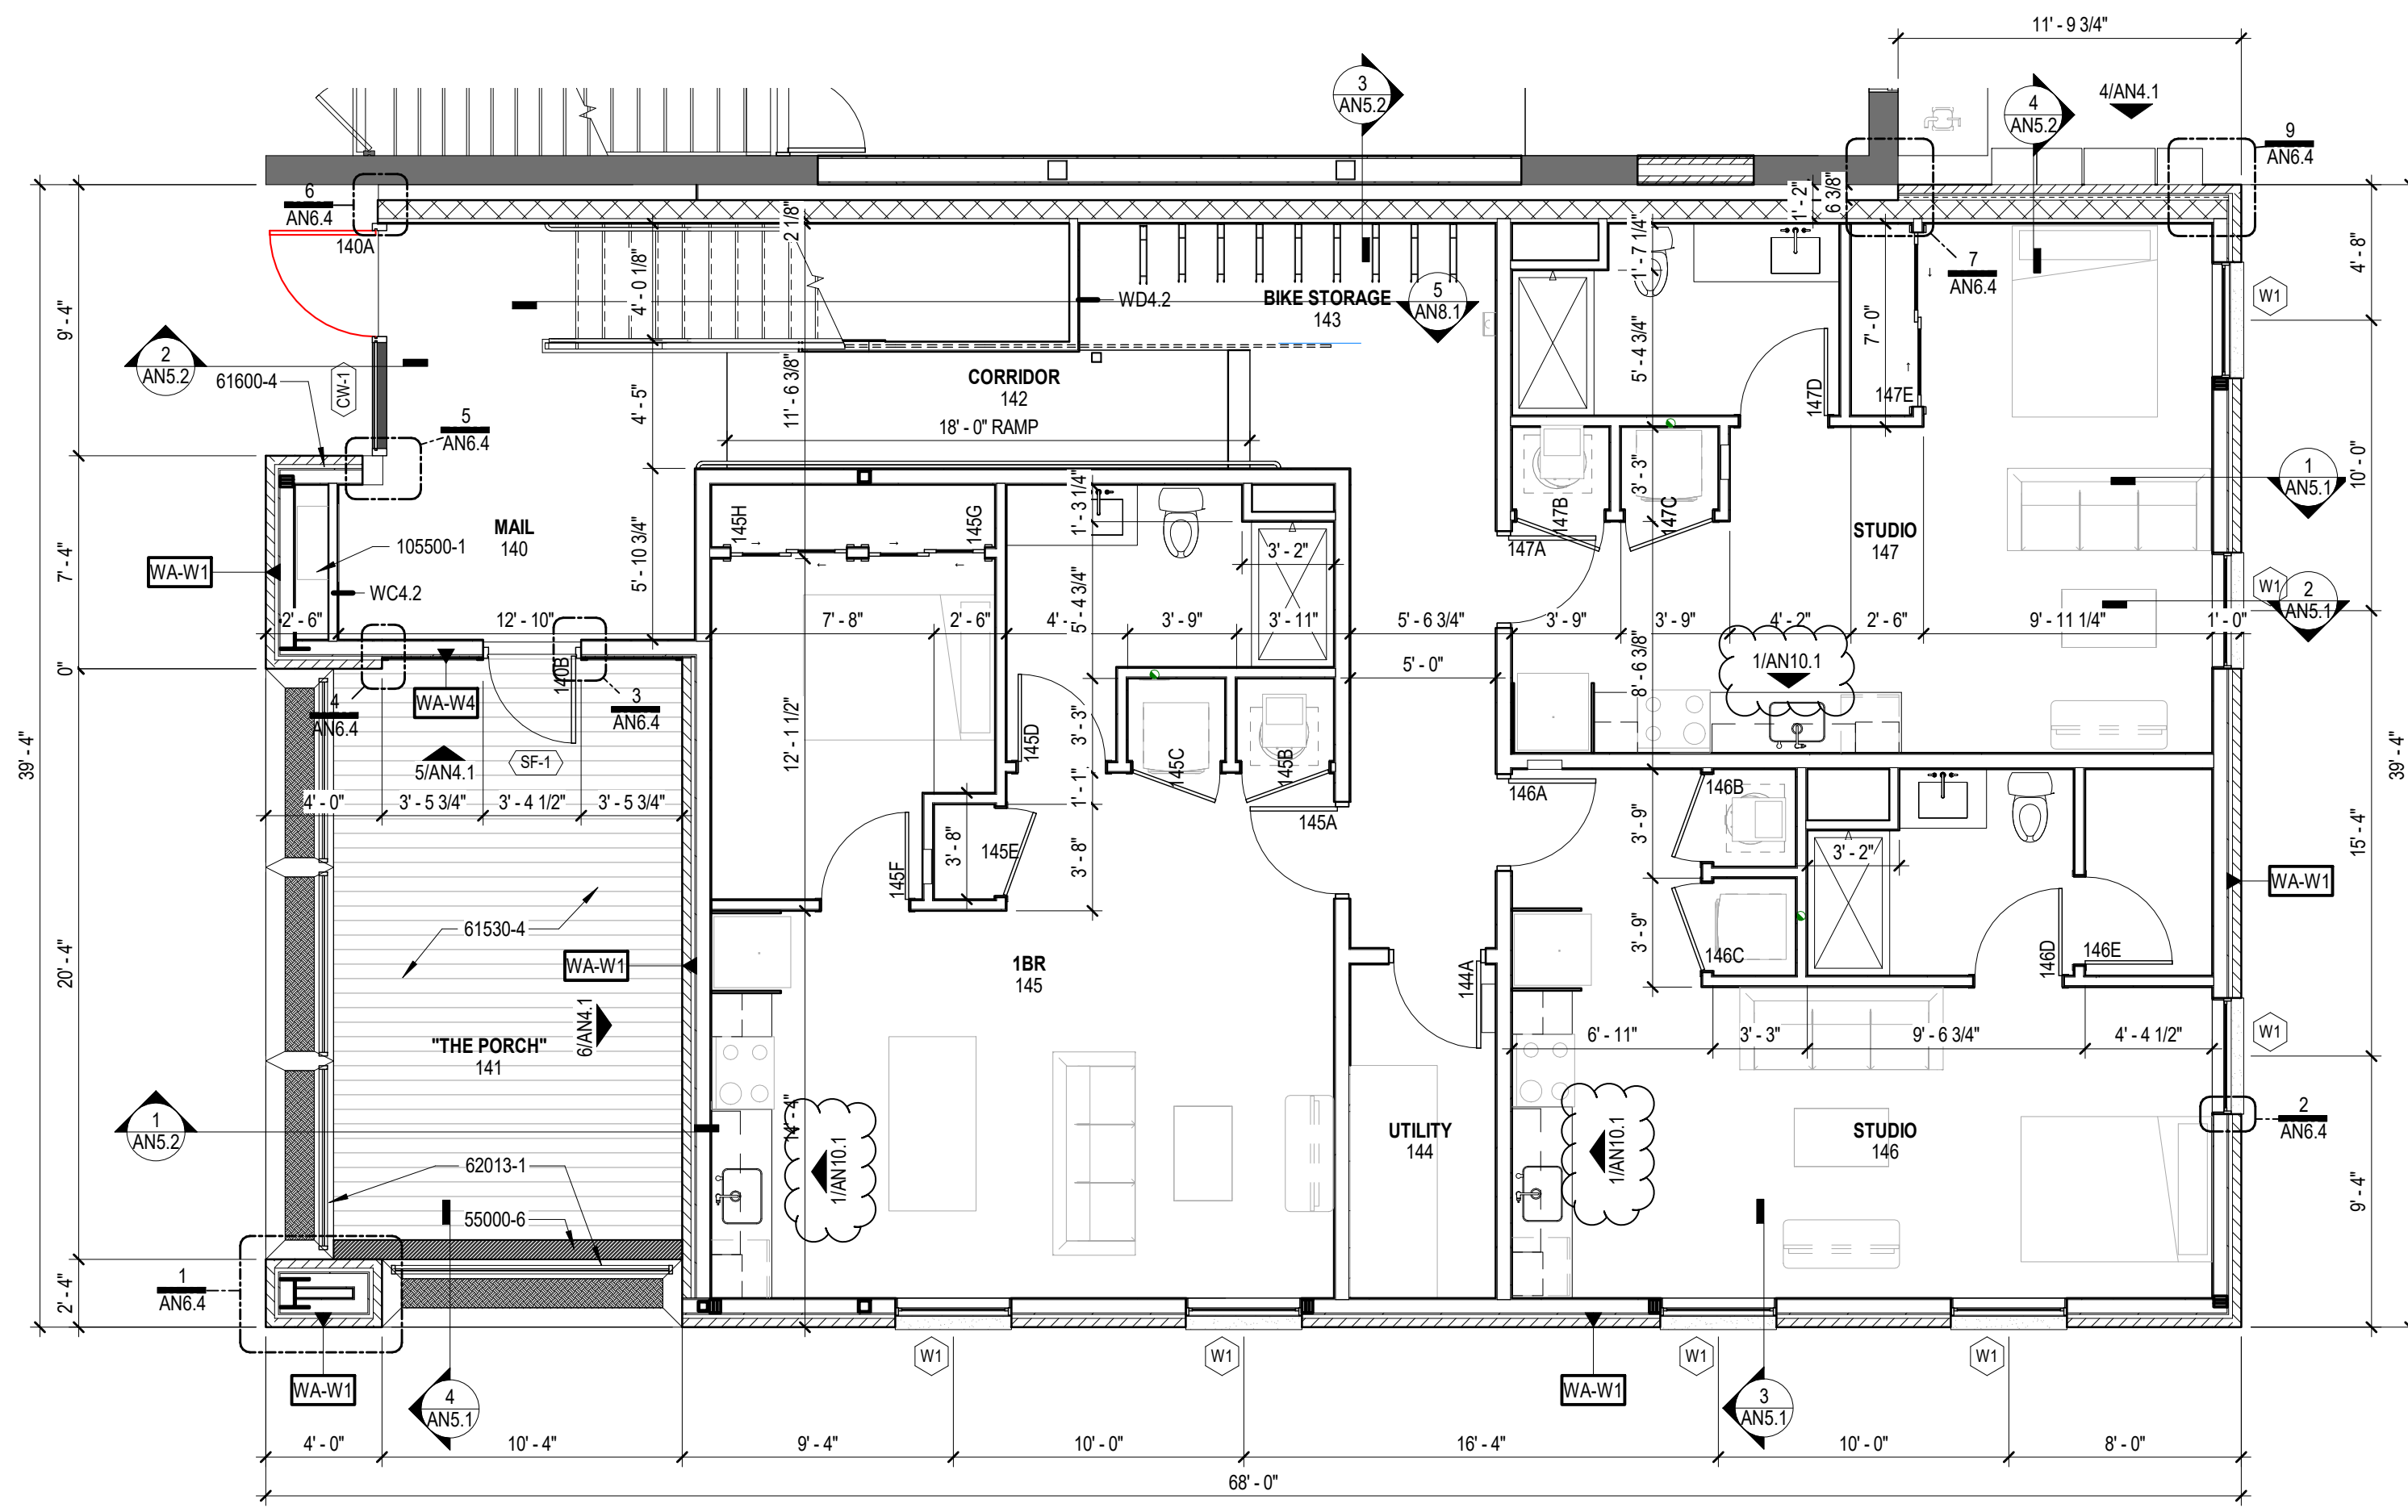 11' - 9 3/4"
3
AN5.2
4
AN5.2
4/AN4.1
9
AN6.4
6
AN6.4
140A
2 1/8"
1' - 2"
6 3/8"
1' - 7 1/4"
4' - 8"
7
AN6.4
W1
9' - 4"
4' - 0 1/8"
WD4.2
BIKE STORAGE
143
5
AN8.1
5' - 4 3/4"
7' - 0"
2
AN5.2
61600-4
CW-1
5
AN6.4
4' - 5"
11' - 6 3/8"
CORRIDOR
142
18' - 0" RAMP
147D
147E
1
AN5.1
10' - 0"
3' - 3"
147B
147C
147A
STUDIO
147
MAIL
140
105500-1
WC4.2
7' - 4"
WA-W1
5' - 10 3/4"
145H
145G
1' - 3 1/4"
5' - 4 3/4"
3' - 2"
W1
2
AN5.1
2' - 6"
12' - 10"
7' - 8"
2' - 6"
4' -
3' - 9"
3' - 11"
5' - 6 3/4"
3' - 9"
3' - 9"
4' - 2"
2' - 6"
9' - 11 1/4"
1' - 0"
0"
5' - 0"
8' - 6 3/8"
1/AN10.1
140B
WA-W4
4
AN6.4
3
AN6.4
5/AN4.1
SF-1
12' - 1 1/2"
145D
3' - 3"
145C
145B
1' - 1"
39' - 4"
39' - 4"
4' - 0"
3' - 5 3/4"
3' - 4 1/2"
3' - 5 3/4"
145A
146A
146B
3' - 9"
3' - 2"
15' - 4"
3' - 8"
145E
145F
3' - 8"
WA-W1
61530-4
WA-W1
20' - 4"
1BR
145
144A
3' - 9"
146C
146D
146E
"THE PORCH"
141
6/AN4.1
6' - 11"
3' - 3"
9' - 6 3/4"
4' - 4 1/2"
W1
1
AN5.2
14' - 4"
1/AN10.1
UTILITY
144
1/AN10.1
STUDIO
146
2
AN6.4
62013-1
55000-6
9' - 4"
1
AN6.4
2' - 4"
WA-W1
4
AN5.1
W1
W1
WA-W1
W1
3
AN5.1
W1
4' - 0"
10' - 4"
9' - 4"
10' - 0"
16' - 4"
10' - 0"
8' - 0"
68' - 0"